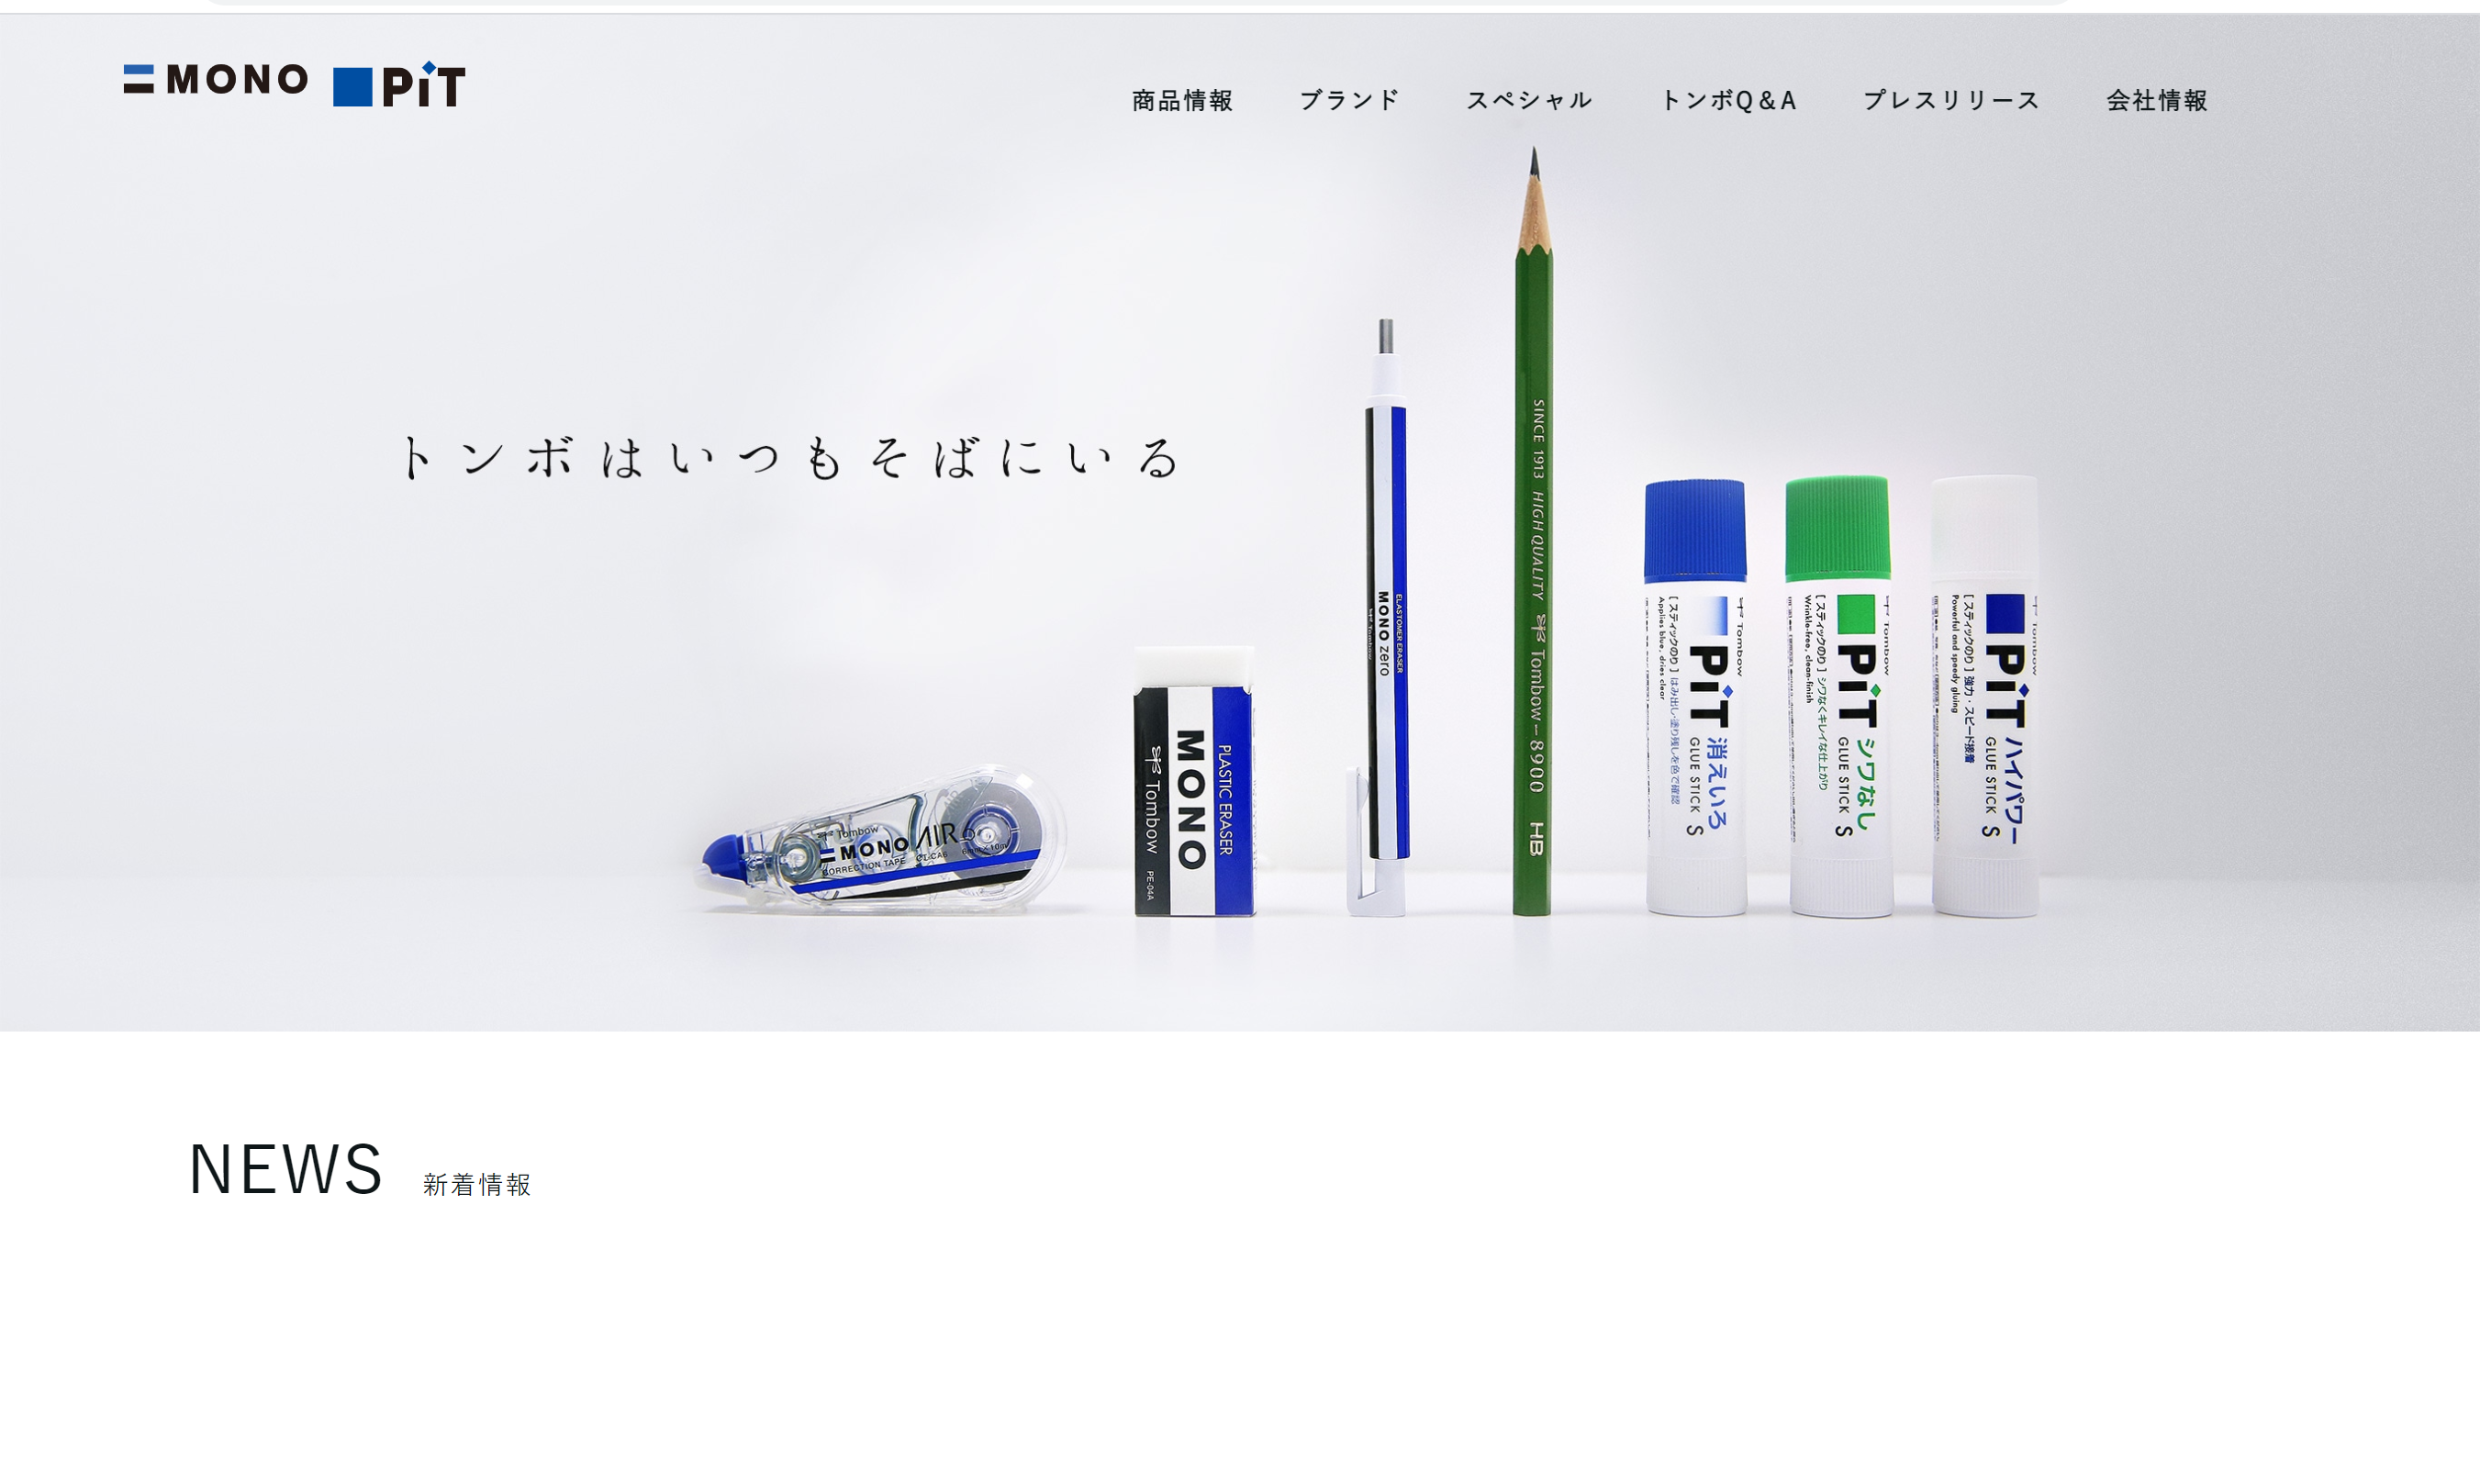 MONO PiT
商品情報 ブランド スペシャル トンボQ&A プレスリリース 会社情報
トンボはいつもそばにいる
Tombow
MONO AIR
CORRECTION TAPE CT-CA6 6mm×10m
PLASTIC ERASER
MONO
Tombow PE-04A
ELASTOMER ERASER
MONO zero
Tombow
SINCE 1913 HIGH QUALITY Tombow-8900 HB
Tombow
PiT 消えいろ
GLUE STICK S
[スティックのり] はみ出し・塗り残しを色で確認
Applies blue, dries clear
Tombow
PiT シワなし
GLUE STICK S
[スティックのり] シワなくキレイな仕上がり
Wrinkle-free, clean-finish
Tombow
PiT ハイパワー
GLUE STICK S
[スティックのり] 強力・スピード接着
Powerful and speedy gluing
NEWS 新着情報